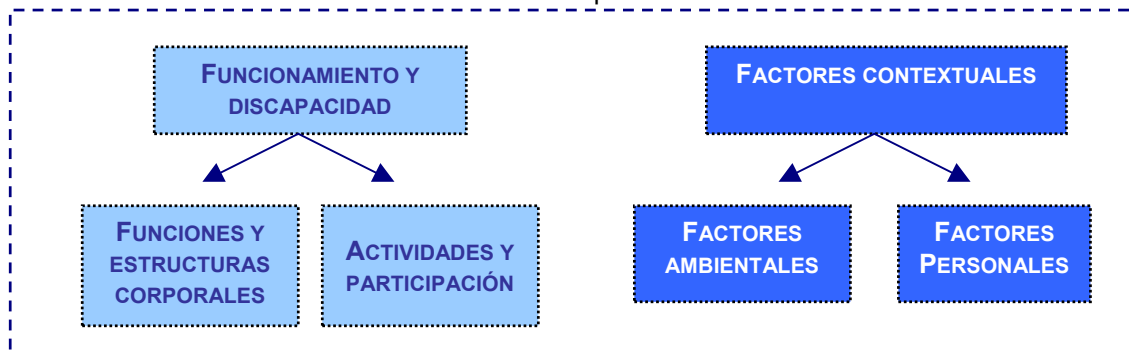 FUNCIONAMIENTO Y
DISCAPACIDAD
FACTORES CONTEXTUALES
FUNCIONES Y
ESTRUCTURAS
CORPORALES
ACTIVIDADES Y
PARTICIPACIÓN
FACTORES
AMBIENTALES
FACTORES
PERSONALES